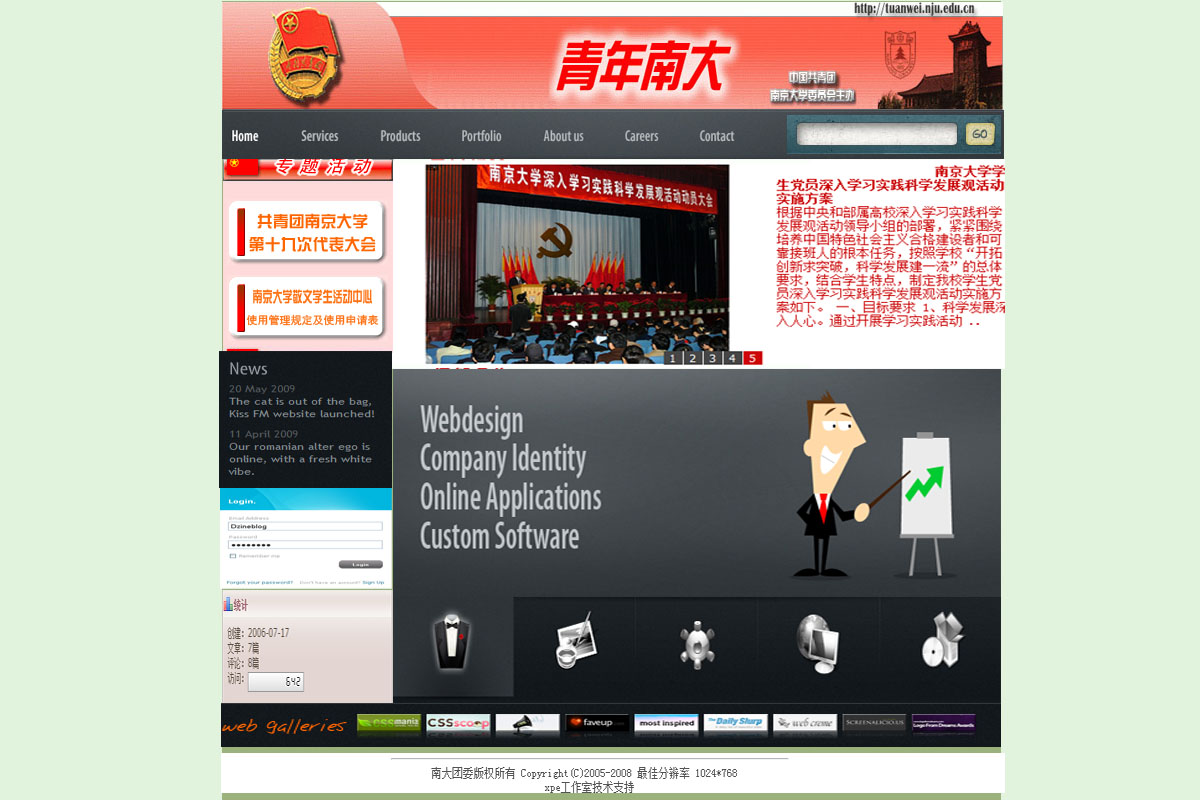 http://tuanwei.nju.edu.cn
青年南大
中国共青团
南京大学委员会主办
Home Services Products Portfolio About us Careers Contact
GO
专题活动
共青团南京大学
第十九次代表大会
南京大学散文学生活动中心
使用管理规定及使用申请表
南京大学深入学习实践科学发展观活动动员大会
1 2 3 4 5
南京大学学
生党员深入学习实践科学发展观活动
实施方案
根据中央和部属高校深入学习实践科学
发展观活动领导小组的部署，紧紧围绕
培养中国特色社会主义合格建设者和可
靠接班人的根本任务，按照学校“开拓
创新求突破，科学发展建一流”的总体
要求，结合学生特点，制定我校学生党
员深入学习实践科学发展观活动实施方
案如下。 一、目标要求 1、科学发展深
入人心。通过开展学习实践活动 ..
News
20 May 2009
The cat is out of the bag,
Kiss FM website launched!
11 April 2009
Our romanian alter ego is
online, with a fresh white
vibe.
Login.
Email Address
Dzineblog
Password
Remember me
Login
Forgot your password? Don't have an account? Sign Up
统计
创建: 2006-07-17
文章: 7篇
评论: 8篇
访问: 642
Webdesign
Company Identity
Online Applications
Custom Software
web galleries
cssmania
CSSscoop
faveup
most inspired
The Daily Slurp
web creme
SCREENALICIO.US
Logo From Dreams Awards
南大团委版权所有 Copyright(C)2005-2008 最佳分辨率 1024*768
xpe工作室技术支持